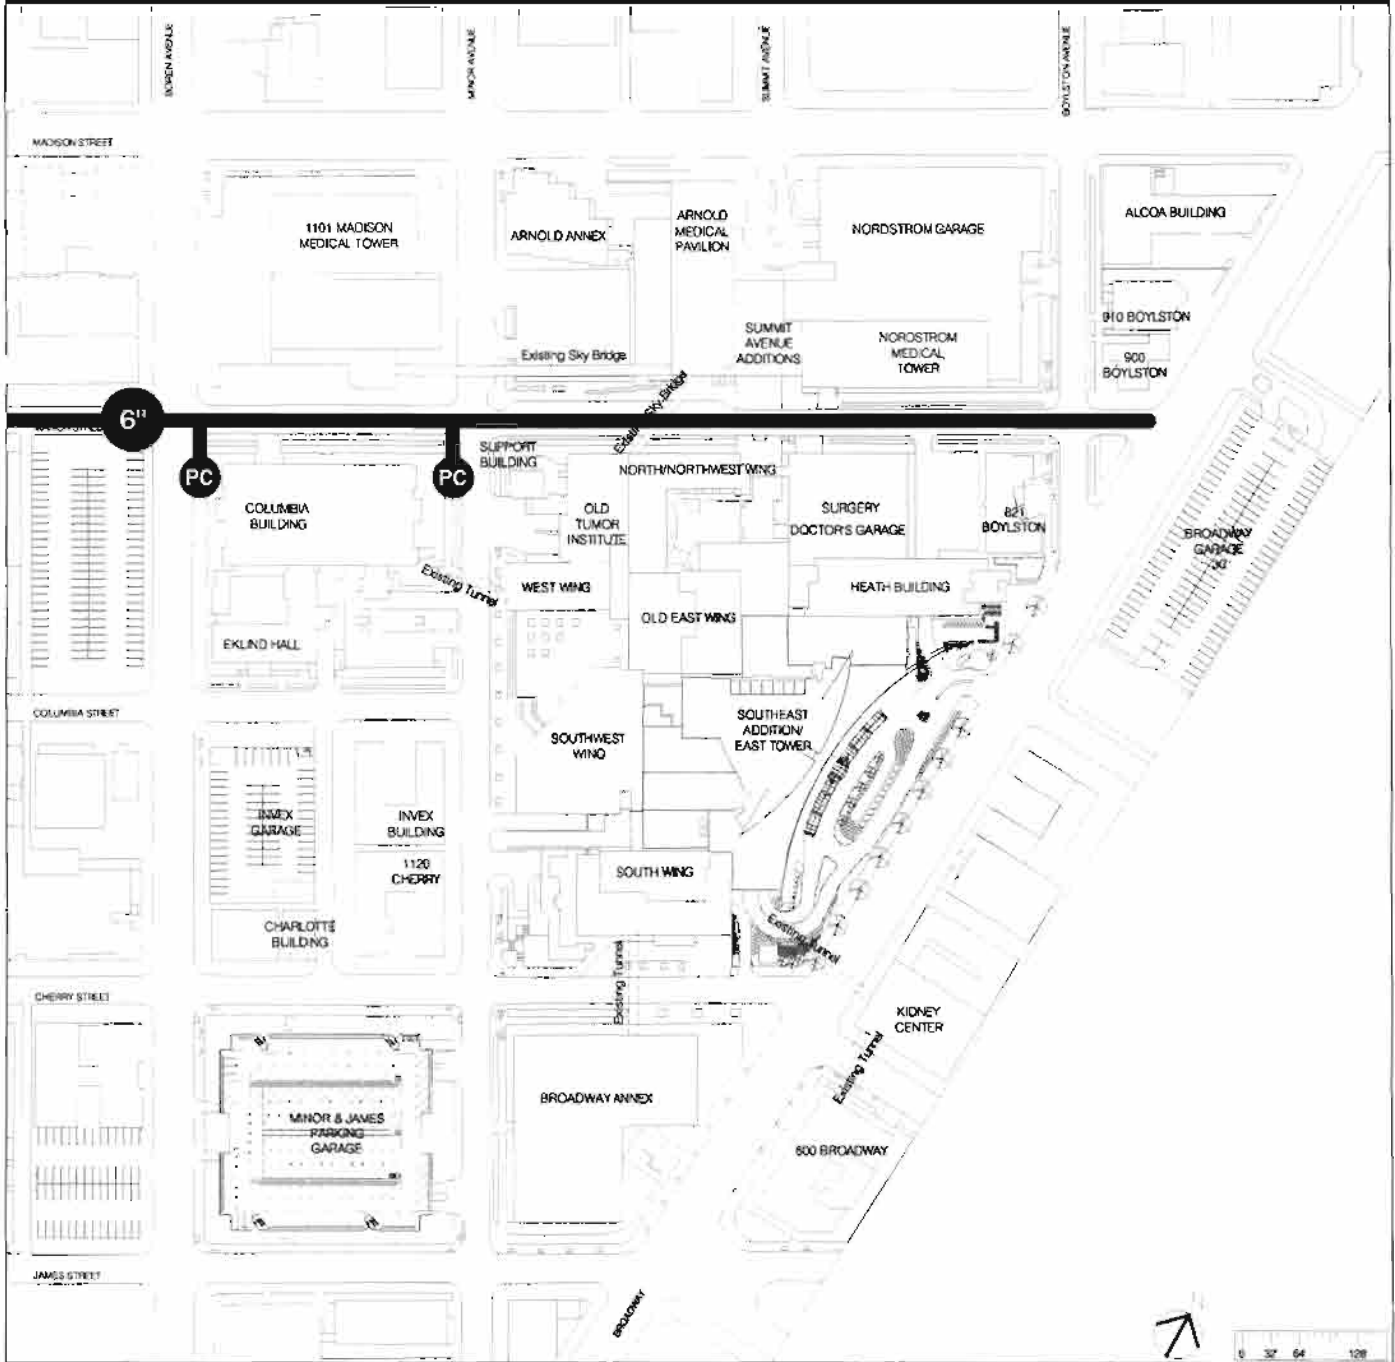 BOREN AVENUE
MINOR AVENUE
SUMMIT AVENUE
BOYLSTON AVENUE
MADISON STREET
1101 MADISON
MEDICAL TOWER
ARNOLD ANNEX
ARNOLD
MEDICAL
PAVILION
NORDSTROM GARAGE
ALCOA BUILDING
910 BOYLSTON
900
BOYLSTON
SUMMIT
AVENUE
ADDITIONS
NORDSTROM
MEDICAL
TOWER
Existing Sky Bridge
Existing Sky Bridge
6"
PC
PC
SUPPORT
BUILDING
NORTH/NORTHWEST WING
COLUMBIA
BUILDING
OLD
TUMOR
INSTITUTE
SURGERY
DOCTOR'S GARAGE
821
BOYLSTON
BROADWAY
GARAGE
Existing Tunnel
WEST WING
HEATH BUILDING
OLD EAST WING
EKLIND HALL
COLUMBIA STREET
SOUTHWEST
WING
SOUTHEAST
ADDITION/
EAST TOWER
INVEX
GARAGE
INVEX
BUILDING
1120
CHERRY
SOUTH WING
CHARLOTTE
BUILDING
Existing Tunnel
Existing Tunnel
CHERRY STREET
KIDNEY
CENTER
Existing Tunnel
BROADWAY ANNEX
MINOR & JAMES
PARKING
GARAGE
600 BROADWAY
JAMES STREET
BROADWAY
0 32' 64' 128'